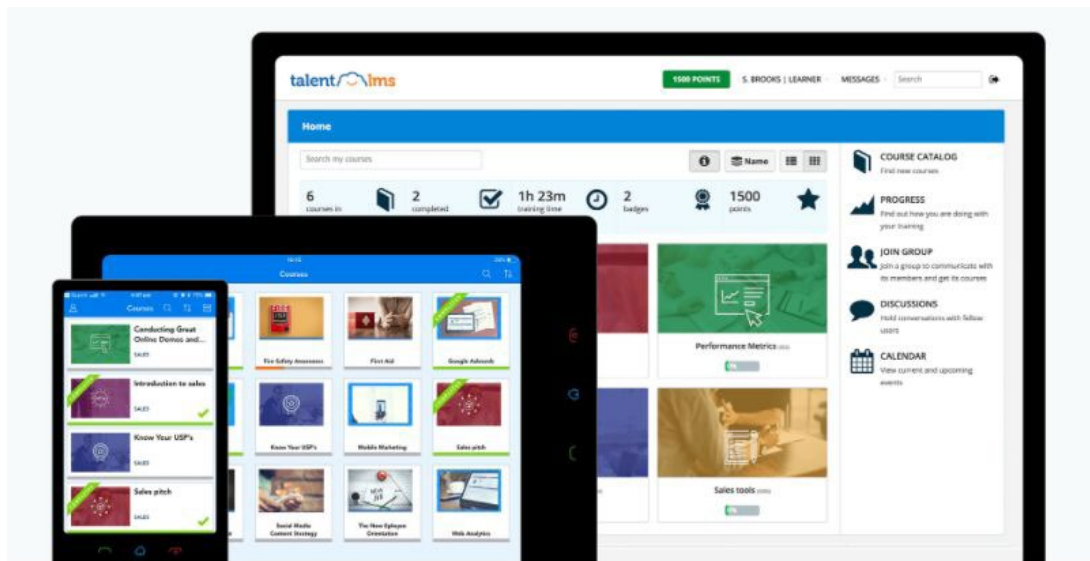 talentlms
1500 POINTS
S. BROOKS | LEARNER
MESSAGES
Search
Home
Search my courses
Name
6
courses in
2
completed
1h 23m
training time
2
badges
1500
points
COURSE CATALOG
Find new courses
PROGRESS
Find out how you are doing with
your training
JOIN GROUP
Join a group to communicate with
its members and get its courses
DISCUSSIONS
Hold conversations with fellow
users
CALENDAR
View current and upcoming
events
Performance Metrics
Sales tools
Courses
Fire Safety Awareness
First Aid
Google Adwords
Know Your USP's
Mobile Marketing
Sales pitch
Social Media
Content Strategy
The New Eployee
Orientation
Web Analytics
Courses
Conducting Great
Online Demos and...
SALES
Introduction to sales
SALES
Know Your USP's
SALES
Sales pitch
SALES